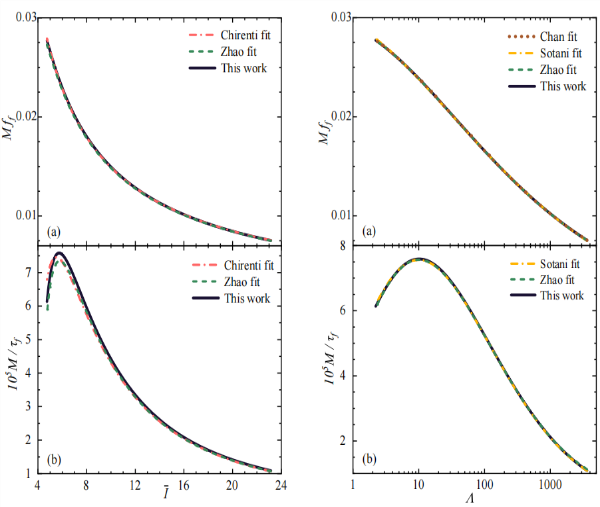 0.03
0.02
0.01
M f_f
Chirenti fit
Zhao fit
This work
(a)
7
6
5
4
3
2
1
10^5 M / τ_f
Chirenti fit
Zhao fit
This work
(b)
4 8 12 16 20 24
Ī
0.03
0.02
0.01
M f_f
Chan fit
Sotani fit
Zhao fit
This work
(a)
8
6
4
2
10^5 M / τ_f
Sotani fit
Zhao fit
This work
(b)
1 10 100 1000
Λ